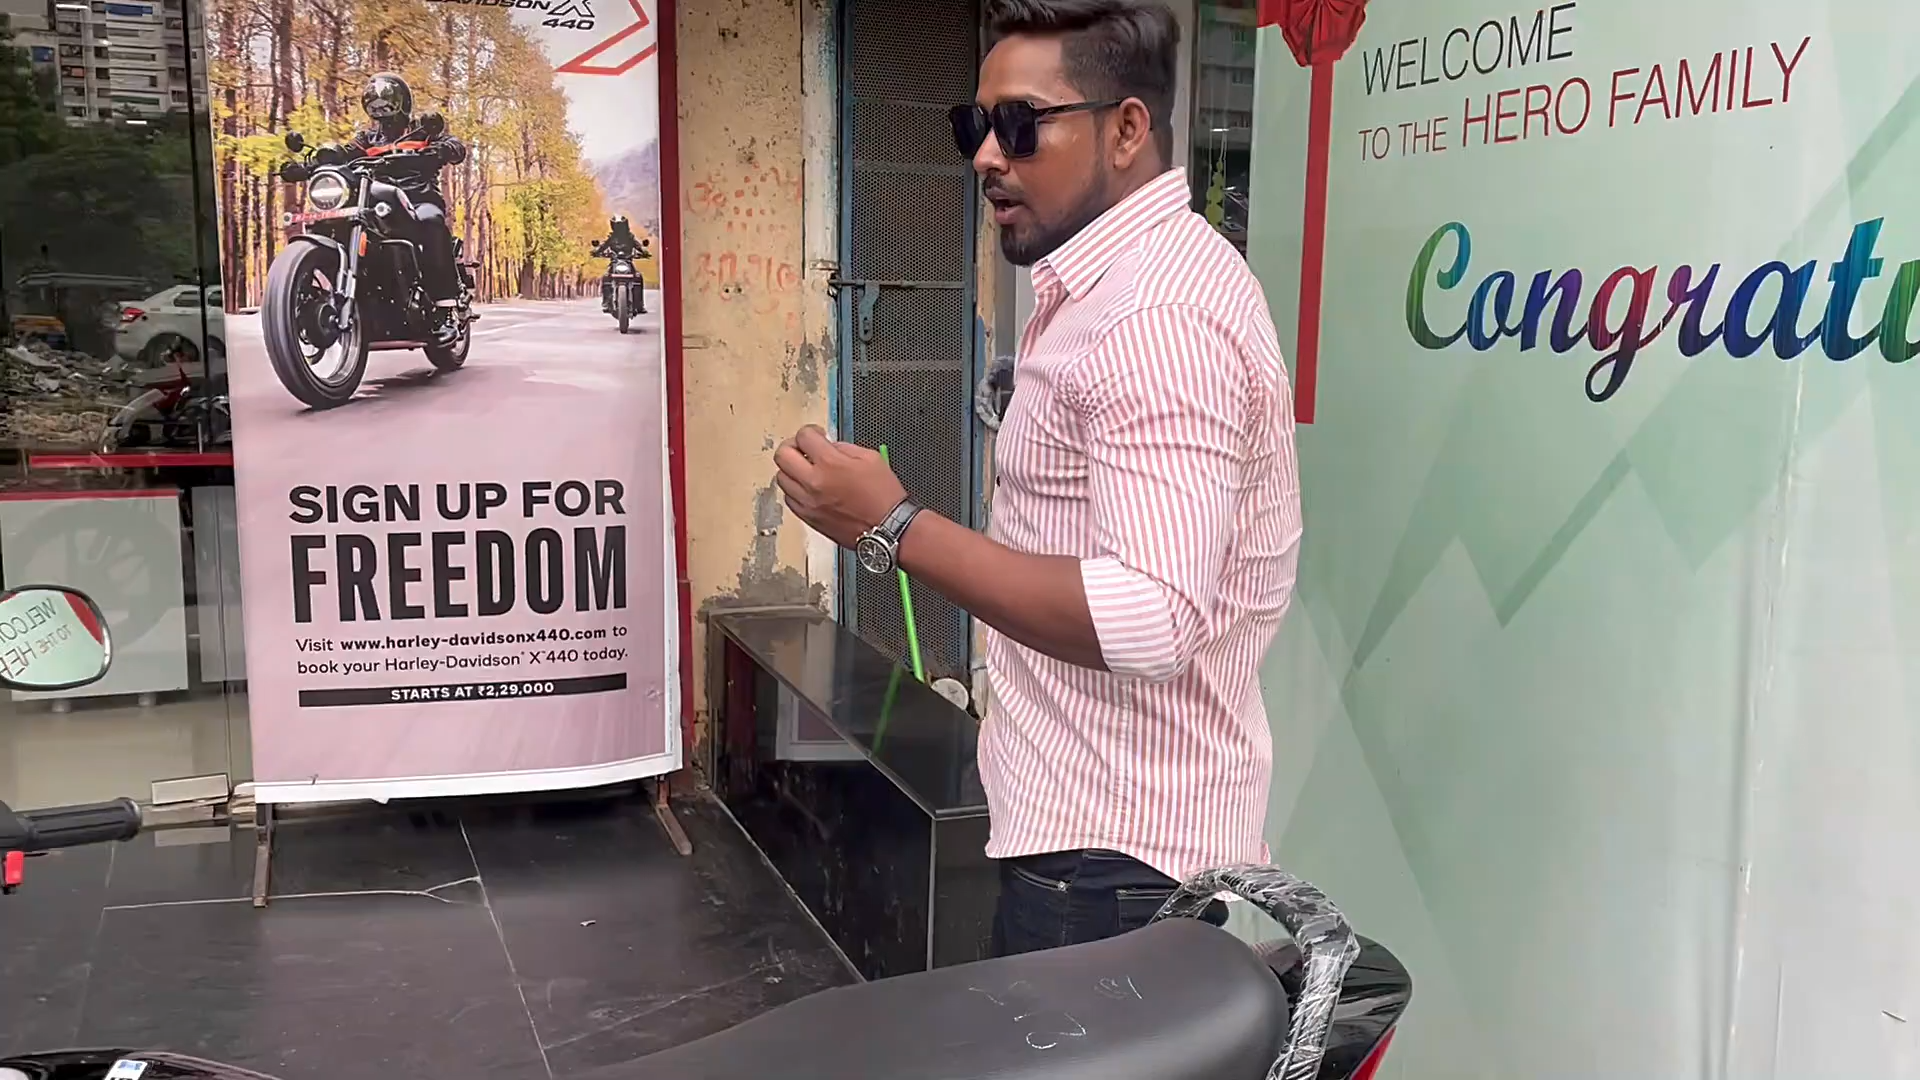 DAVIDSON X
440
SIGN UP FOR
FREEDOM
Visit www.harley-davidsonx440.com to
book your Harley-Davidson® X™440 today.
STARTS AT ₹2,29,000
WELCOME
TO THE HERO FAMILY
Congratu